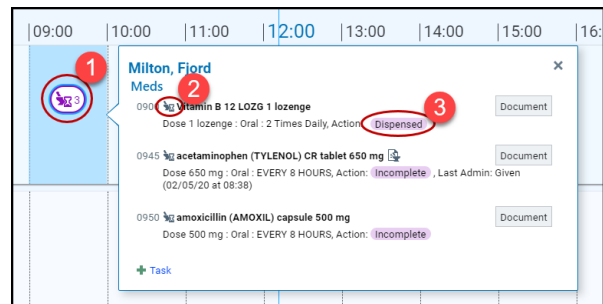 09:00 10:00 11:00 12:00 13:00 14:00 15:00 16:
1
3
Milton, Fjord
Meds
2
0900 Vitamin B 12 LOZG 1 lozenge Document
3
Dose 1 lozenge : Oral : 2 Times Daily, Action: Dispensed
0945 acetaminophen (TYLENOL) CR tablet 650 mg Document
Dose 650 mg : Oral : EVERY 8 HOURS, Action: Incomplete , Last Admin: Given
(02/05/20 at 08:38)
0950 amoxicillin (AMOXIL) capsule 500 mg Document
Dose 500 mg : Oral : EVERY 8 HOURS, Action: Incomplete
Task